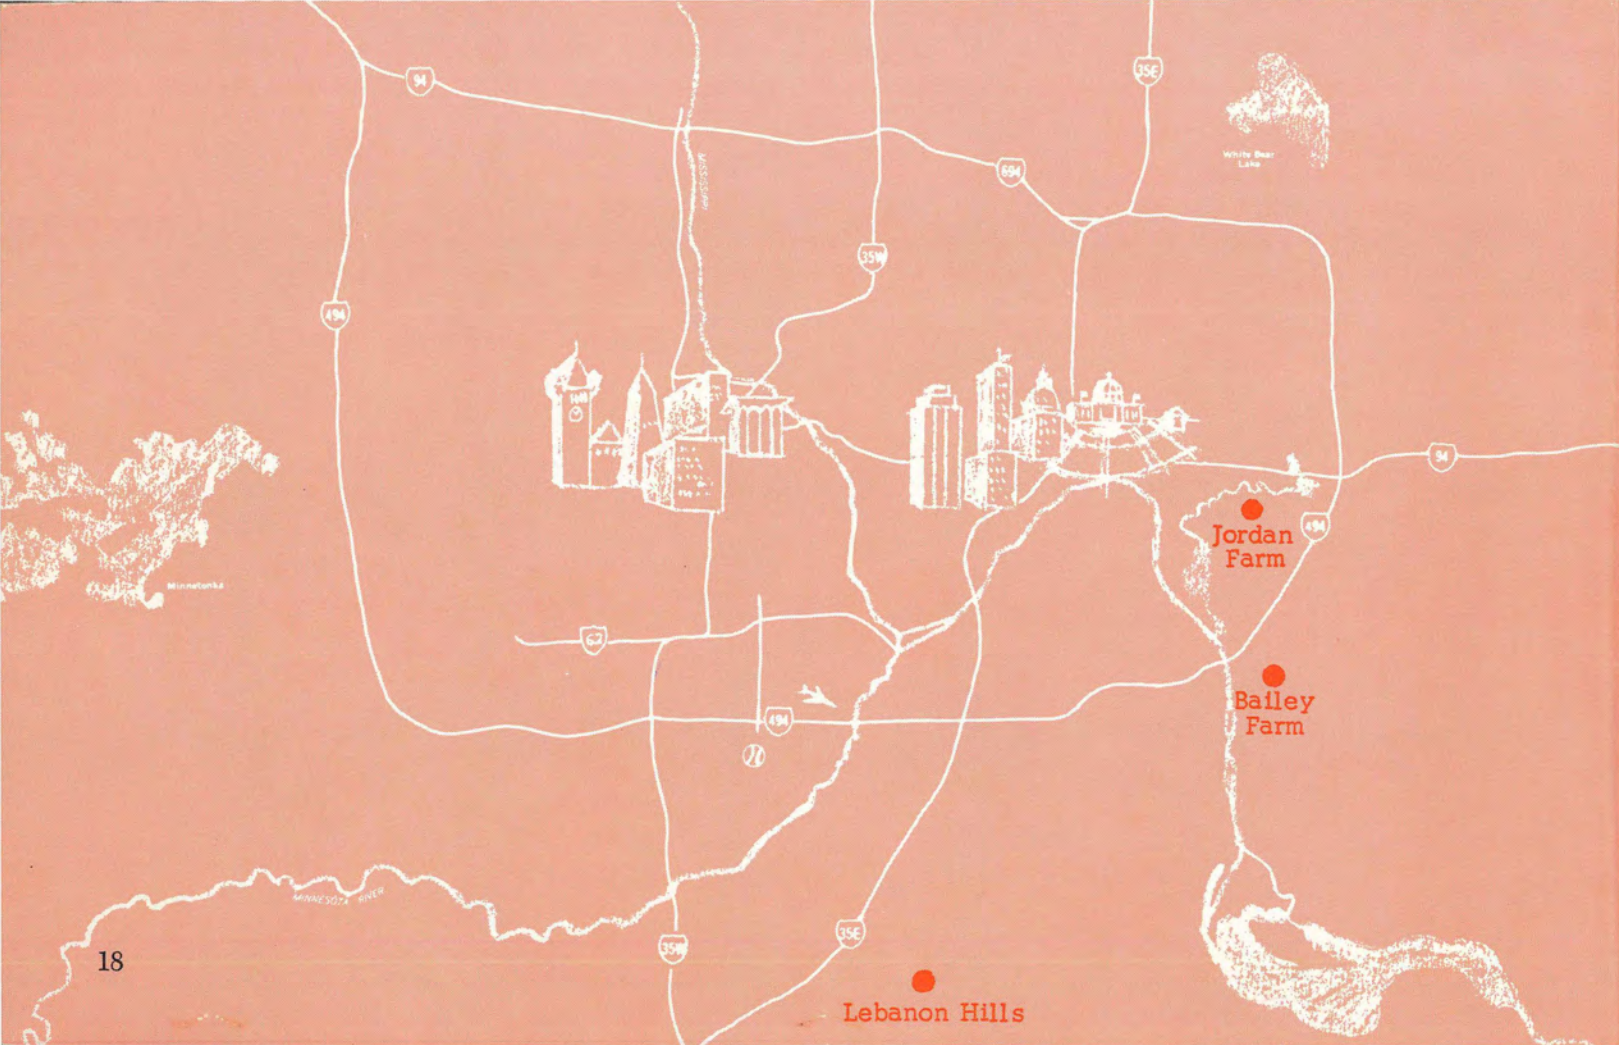 94
35E
White Bear
Lake
MISSISSIPPI
694
35W
494
94
Jordan
Farm
494
Minnetonka
62
Bailey
Farm
494
MINNESOTA RIVER
35W
35E
18
Lebanon Hills